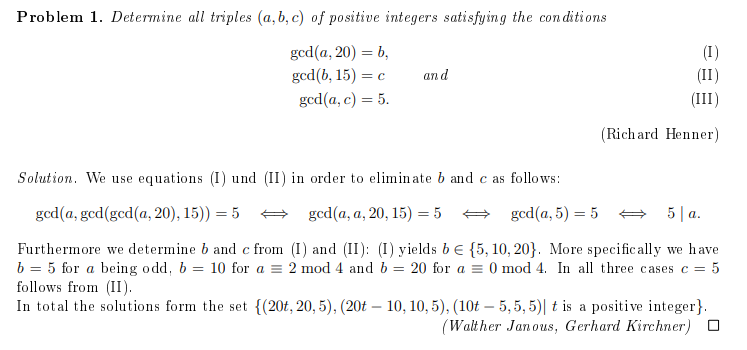 Problem 1. Determine all triples (a, b, c) of positive integers satisfying the conditions
gcd(a, 20) = b, (I)
gcd(b, 15) = c and (II)
gcd(a, c) = 5. (III)
(Richard Henner)
Solution. We use equations (I) und (II) in order to eliminate b and c as follows:
gcd(a, gcd(gcd(a, 20), 15)) = 5 ⟺ gcd(a, a, 20, 15) = 5 ⟺ gcd(a, 5) = 5 ⟺ 5 | a.
Furthermore we determine b and c from (I) and (II): (I) yields b ∈ {5, 10, 20}. More specifically we have
b = 5 for a being odd, b = 10 for a ≡ 2 mod 4 and b = 20 for a ≡ 0 mod 4. In all three cases c = 5
follows from (II).
In total the solutions form the set {(20t, 20, 5), (20t − 10, 10, 5), (10t − 5, 5, 5)| t is a positive integer}.
(Walther Janous, Gerhard Kirchner) □